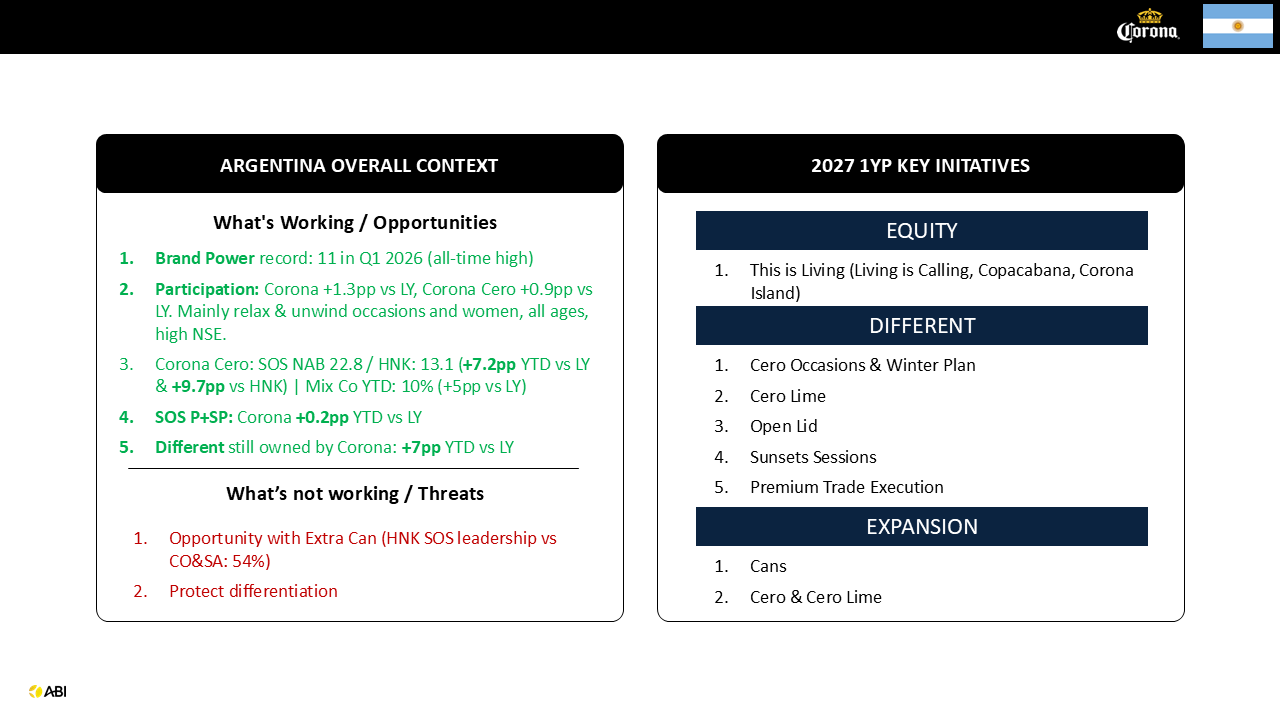 Corona
ARGENTINA OVERALL CONTEXT
What's Working / Opportunities
1. Brand Power record: 11 in Q1 2026 (all-time high)
2. Participation: Corona +1.3pp vs LY, Corona Cero +0.9pp vs
LY. Mainly relax & unwind occasions and women, all ages,
high NSE.
3. Corona Cero: SOS NAB 22.8 / HNK: 13.1 (+7.2pp YTD vs LY
& +9.7pp vs HNK) | Mix Co YTD: 10% (+5pp vs LY)
4. SOS P+SP: Corona +0.2pp YTD vs LY
5. Different still owned by Corona: +7pp YTD vs LY
What’s not working / Threats
1. Opportunity with Extra Can (HNK SOS leadership vs
CO&SA: 54%)
2. Protect differentiation
2027 1YP KEY INITATIVES
EQUITY
1. This is Living (Living is Calling, Copacabana, Corona
Island)
DIFFERENT
1. Cero Occasions & Winter Plan
2. Cero Lime
3. Open Lid
4. Sunsets Sessions
5. Premium Trade Execution
EXPANSION
1. Cans
2. Cero & Cero Lime
ABI